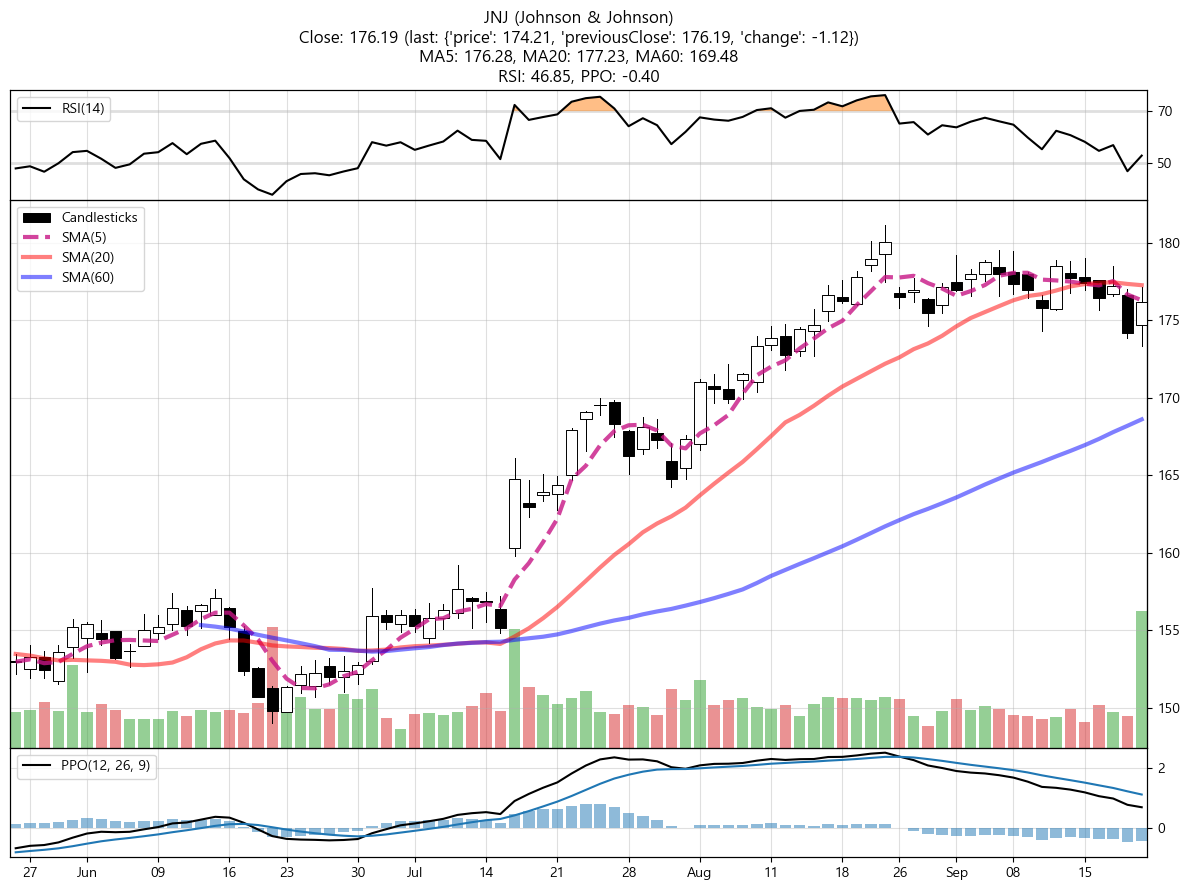 JNJ (Johnson & Johnson)
Close: 176.19 (last: {'price': 174.21, 'previousClose': 176.19, 'change': -1.12})
MA5: 176.28, MA20: 177.23, MA60: 169.48
RSI: 46.85, PPO: -0.40
RSI(14)
70
50
Candlesticks
SMA(5)
SMA(20)
SMA(60)
180
175
170
165
160
155
150
PPO(12, 26, 9)
2
0
27 Jun 09 16 23 30 Jul 14 21 28 Aug 11 18 26 Sep 08 15